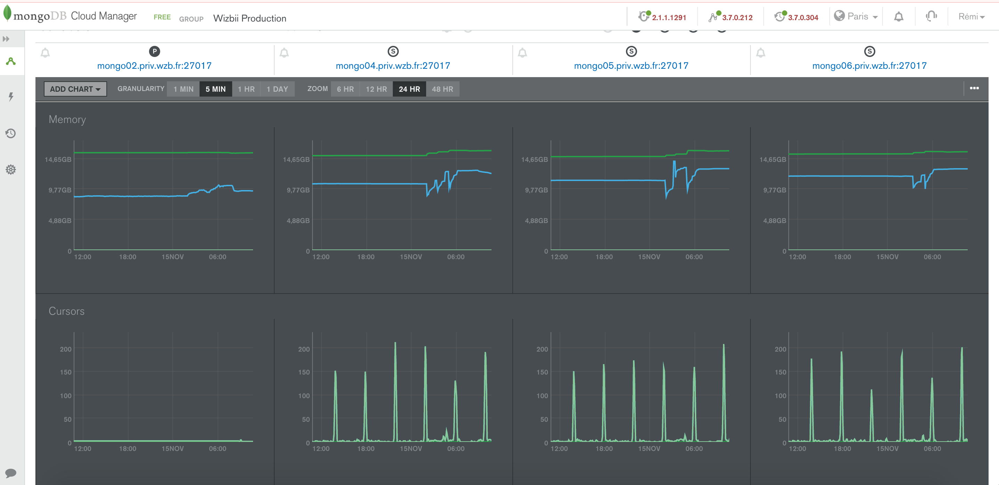 mongoDB Cloud Manager FREE GROUP Wizbii Production 2.1.1.1291 3.7.0.212 3.7.0.304 Paris Rémi
P S S S
mongo02.priv.wzb.fr:27017 mongo04.priv.wzb.fr:27017 mongo05.priv.wzb.fr:27017 mongo06.priv.wzb.fr:27017
ADD CHART GRANULARITY 1 MIN 5 MIN 1 HR 1 DAY ZOOM 6 HR 12 HR 24 HR 48 HR
Memory
14,65GB 14,65GB 14,65GB 14,65GB
9,77GB 9,77GB 9,77GB 9,77GB
4,88GB 4,88GB 4,88GB 4,88GB
0 0 0 0
12:00 18:00 15NOV 06:00 12:00 18:00 15NOV 06:00 12:00 18:00 15NOV 06:00 12:00 18:00 15NOV 06:00
Cursors
200 200 200 200
150 150 150 150
100 100 100 100
50 50 50 50
0 0 0 0
12:00 18:00 15NOV 06:00 12:00 18:00 15NOV 06:00 12:00 18:00 15NOV 06:00 12:00 18:00 15NOV 06:00